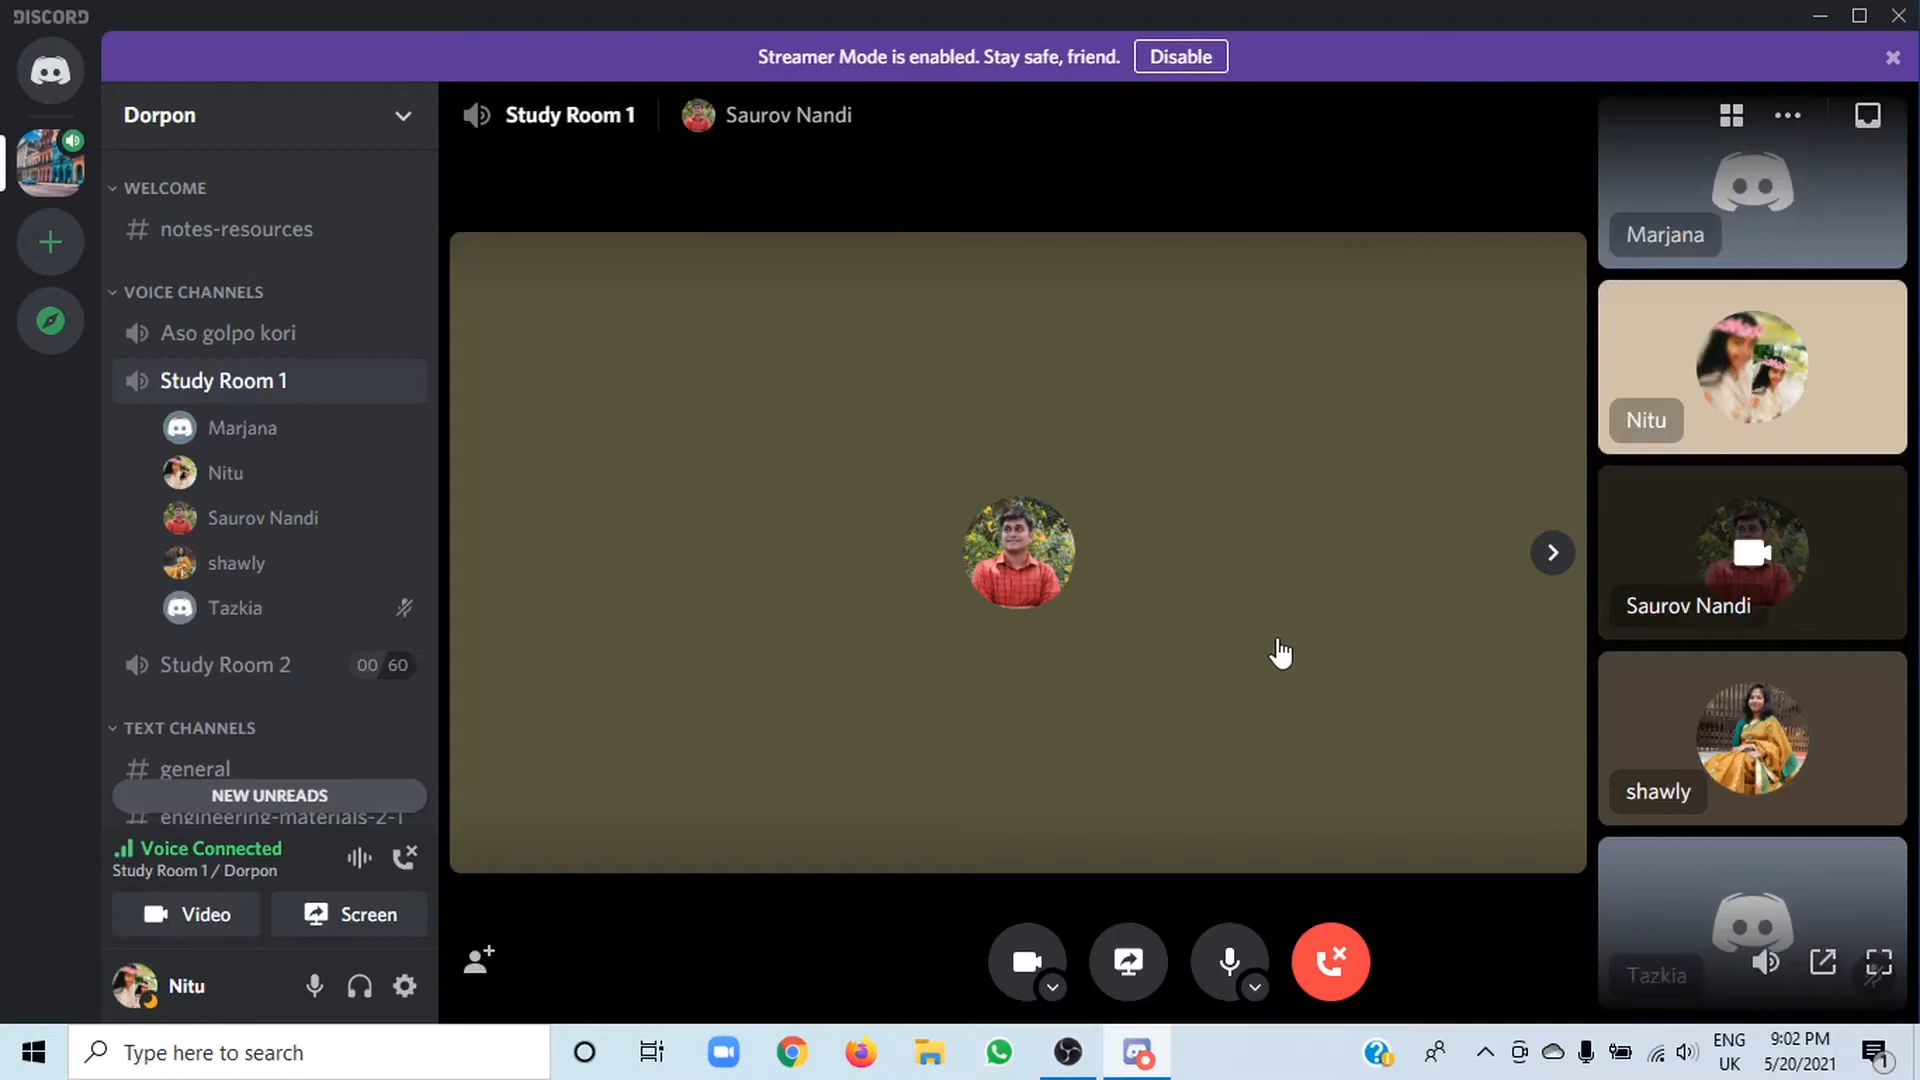 DISCORD
Streamer Mode is enabled. Stay safe, friend.
Disable
Dorpon
Study Room 1
Saurov Nandi
WELCOME
notes-resources
VOICE CHANNELS
Aso golpo kori
Study Room 1
Marjana
Nitu
Saurov Nandi
shawly
Tazkia
Study Room 2
00 60
TEXT CHANNELS
general
NEW UNREADS
engineering-materials-2-1
Voice Connected
Study Room 1 / Dorpon
Video
Screen
Nitu
Marjana
Nitu
Saurov Nandi
shawly
Tazkia
Type here to search
ENG
UK
9:02 PM
5/20/2021
1